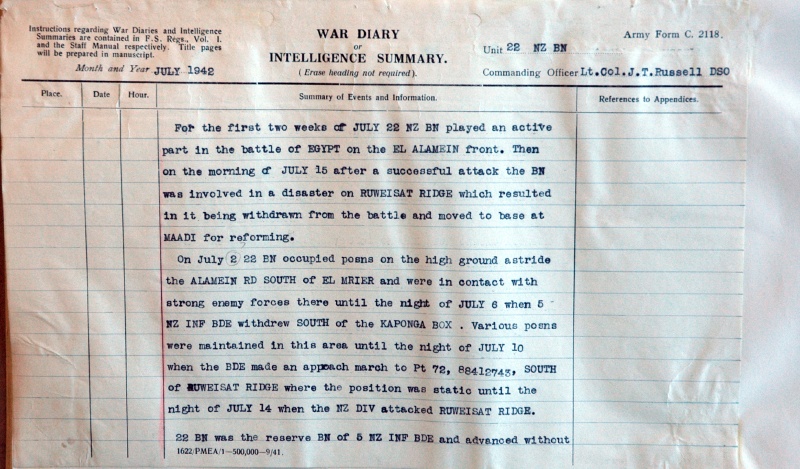 Instructions regarding War Diaries and Intelligence
Summaries are contained in F.S. Regs., Vol. I.
and the Staff Manual respectively. Title pages
will be prepared in manuscript.
Month and Year JULY 1942
WAR DIARY
or
INTELLIGENCE SUMMARY.
(Erase heading not required).
Army Form C. 2118.
Unit 22 NZ BN
Commanding Officer Lt.Col.J.T.Russell DSO
Place. Date Hour. Summary of Events and Information. References to Appendices.
For the first two weeks of JULY 22 NZ BN played an active
part in the battle of EGYPT on the EL ALAMEIN front. Then
on the morning of JULY 15 after a successful attack the BN
was involved in a disaster on RUWEISAT RIDGE which resulted
in it being withdrawn from the battle and moved to base at
MAADI for reforming.
On July 2 22 BN occupied posns on the high ground astride
the ALAMEIN RD SOUTH of EL MRIER and were in contact with
strong enemy forces there until the night of JULY 6 when 5
NZ INF BDE withdrew SOUTH of the KAPONGA BOX . Various posns
were maintained in this area until the night of JULY 10
when the BDE made an appoach march to Pt 72, 88412743, SOUTH
of RUWEISAT RIDGE where the position was static until the
night of JULY 14 when the NZ DIV attacked RUWEISAT RIDGE.
22 BN was the reserve BN of 5 NZ INF BDE and advanced without
1622/PMEA/1—500,000—9/41.